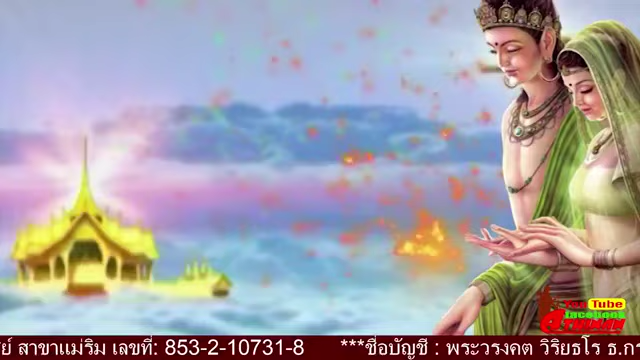 You Tube
facebook
ย์ สาขาแม่ริม เลขที่: 853-2-10731-8 ***ชื่อบัญชี : พระวรงคต วิริยธโร ธ.ก